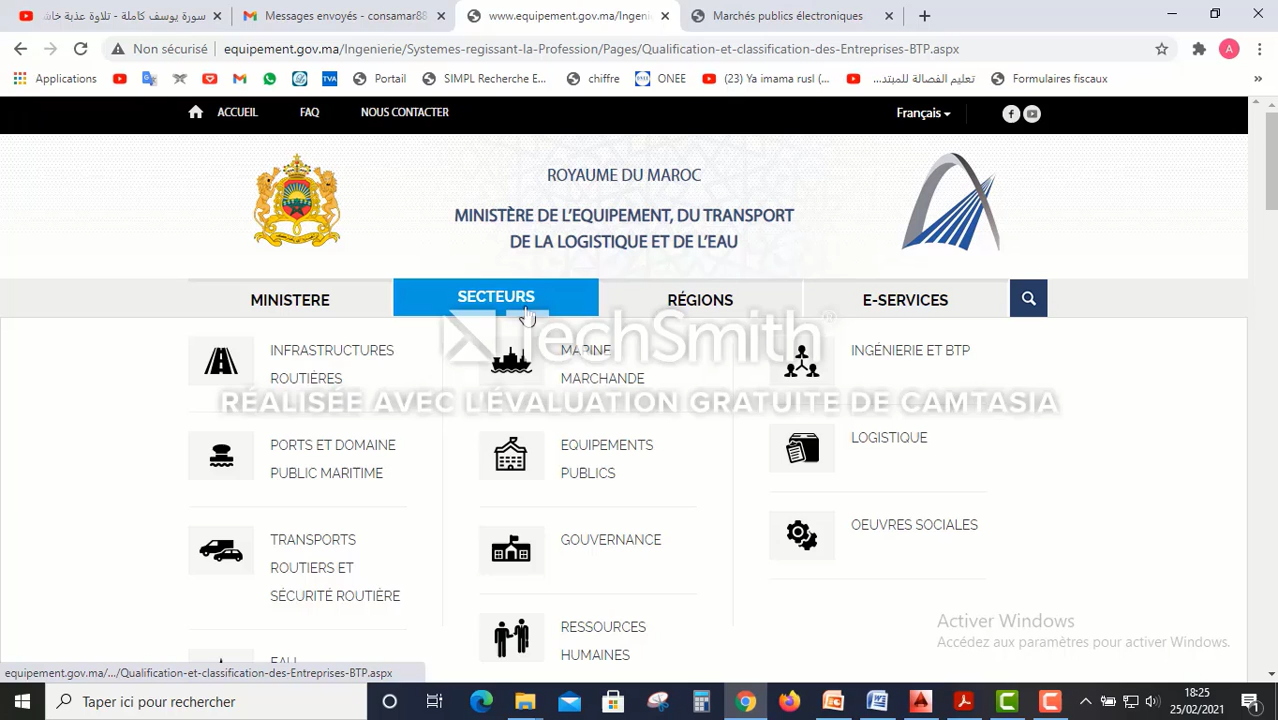 سورة يوسف كاملة - تلاوة عذبة خاش
Messages envoyés - consamar88
www.equipement.gov.ma/Ingeni
Marchés publics électroniques
Non sécurisé
equipement.gov.ma/Ingenierie/Systemes-regissant-la-Profession/Pages/Qualification-et-classification-des-Entreprises-BTP.aspx
A
Applications
TVA
Portail
SIMPL Recherche E...
chiffre
ONEE
(23) Ya imama rusl (...
تعليم الفصالة للمبتد...
Formulaires fiscaux
»
ACCUEIL
FAQ
NOUS CONTACTER
Français
ROYAUME DU MAROC
MINISTÈRE DE L'EQUIPEMENT, DU TRANSPORT
DE LA LOGISTIQUE ET DE L'EAU
MINISTERE
SECTEURS
RÉGIONS
E-SERVICES
TechSmith®
RÉALISÉE AVEC L'ÉVALUATION GRATUITE DE CAMTASIA
INFRASTRUCTURES
ROUTIÈRES
MARINE
MARCHANDE
INGÉNIERIE ET BTP
PORTS ET DOMAINE
PUBLIC MARITIME
EQUIPEMENTS
PUBLICS
LOGISTIQUE
TRANSPORTS
ROUTIERS ET
SÉCURITÉ ROUTIÈRE
GOUVERNANCE
OEUVRES SOCIALES
EAU
RESSOURCES
HUMAINES
Activer Windows
Accédez aux paramètres pour activer Windows.
equipement.gov.ma/.../Qualification-et-classification-des-Entreprises-BTP.aspx
Taper ici pour rechercher
18:25
25/02/2021